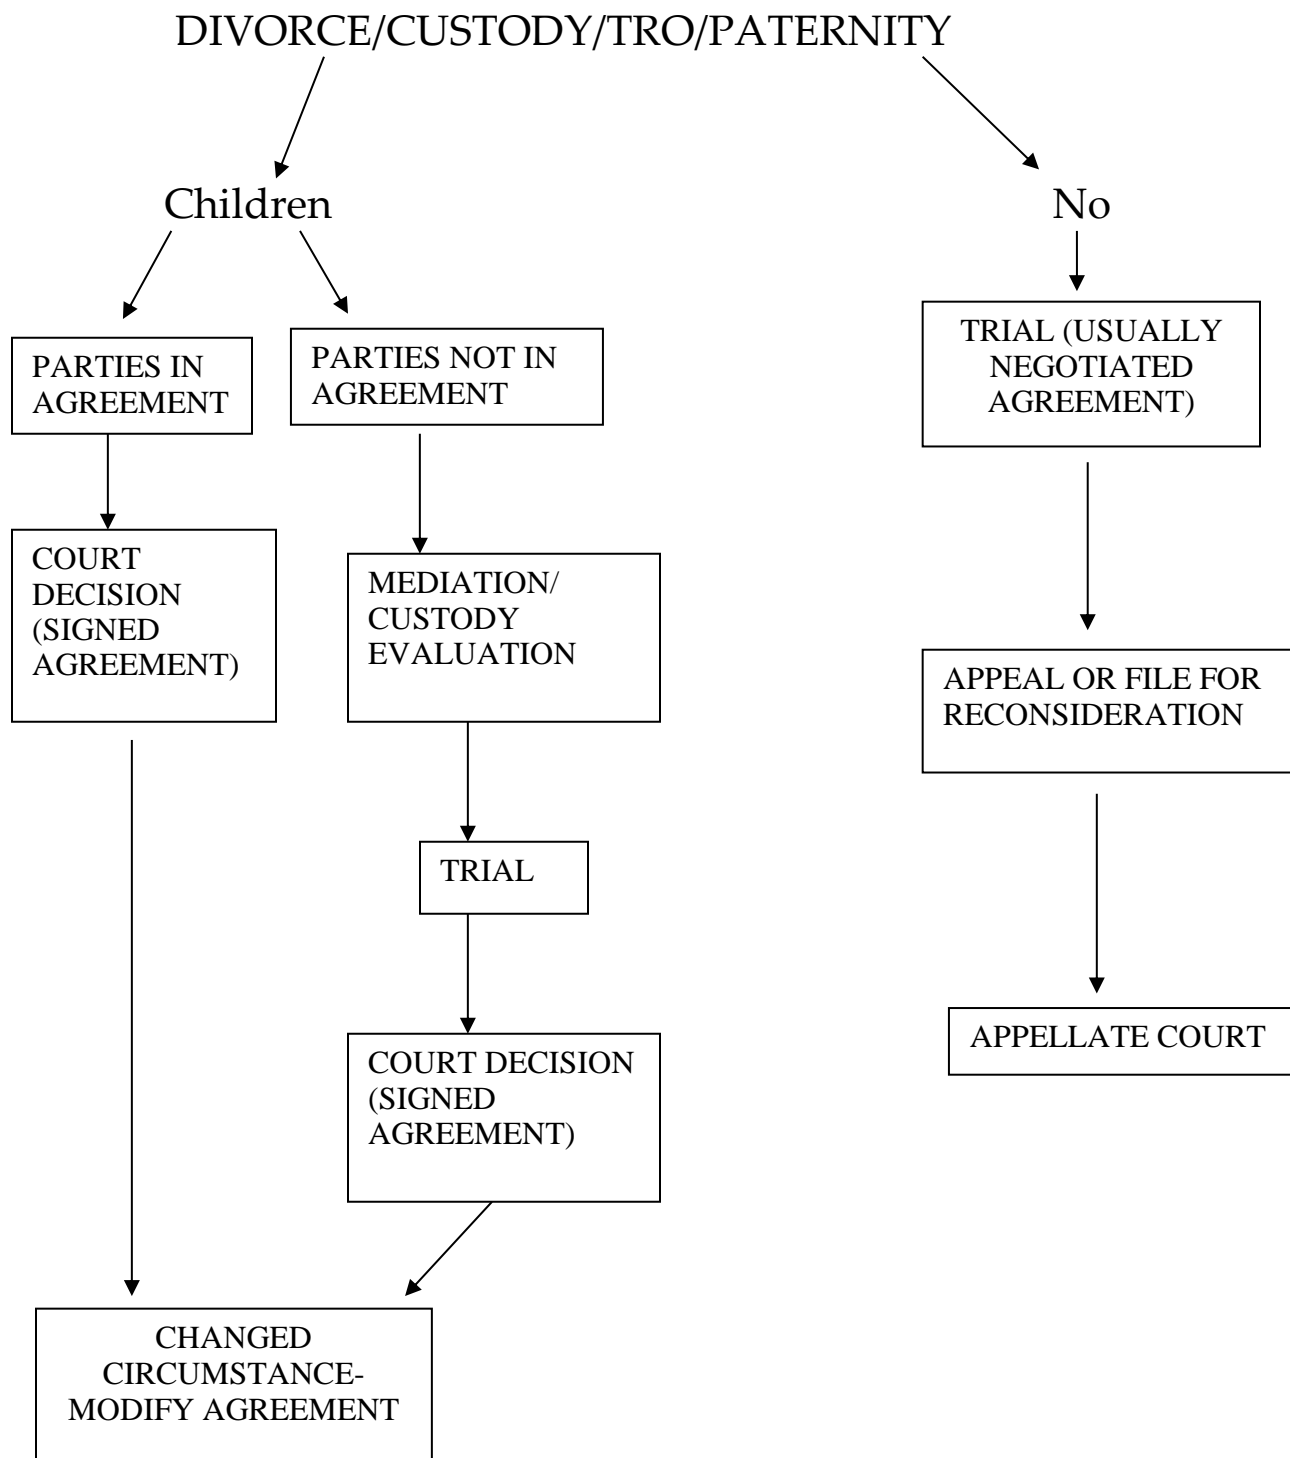 DIVORCE/CUSTODY/TRO/PATERNITY
Children
No
PARTIES IN
AGREEMENT
PARTIES NOT IN
AGREEMENT
TRIAL (USUALLY
NEGOTIATED
AGREEMENT)
COURT
DECISION
(SIGNED
AGREEMENT)
MEDIATION/
CUSTODY
EVALUATION
APPEAL OR FILE FOR
RECONSIDERATION
TRIAL
APPELLATE COURT
COURT DECISION
(SIGNED
AGREEMENT)
CHANGED
CIRCUMSTANCE-
MODIFY AGREEMENT